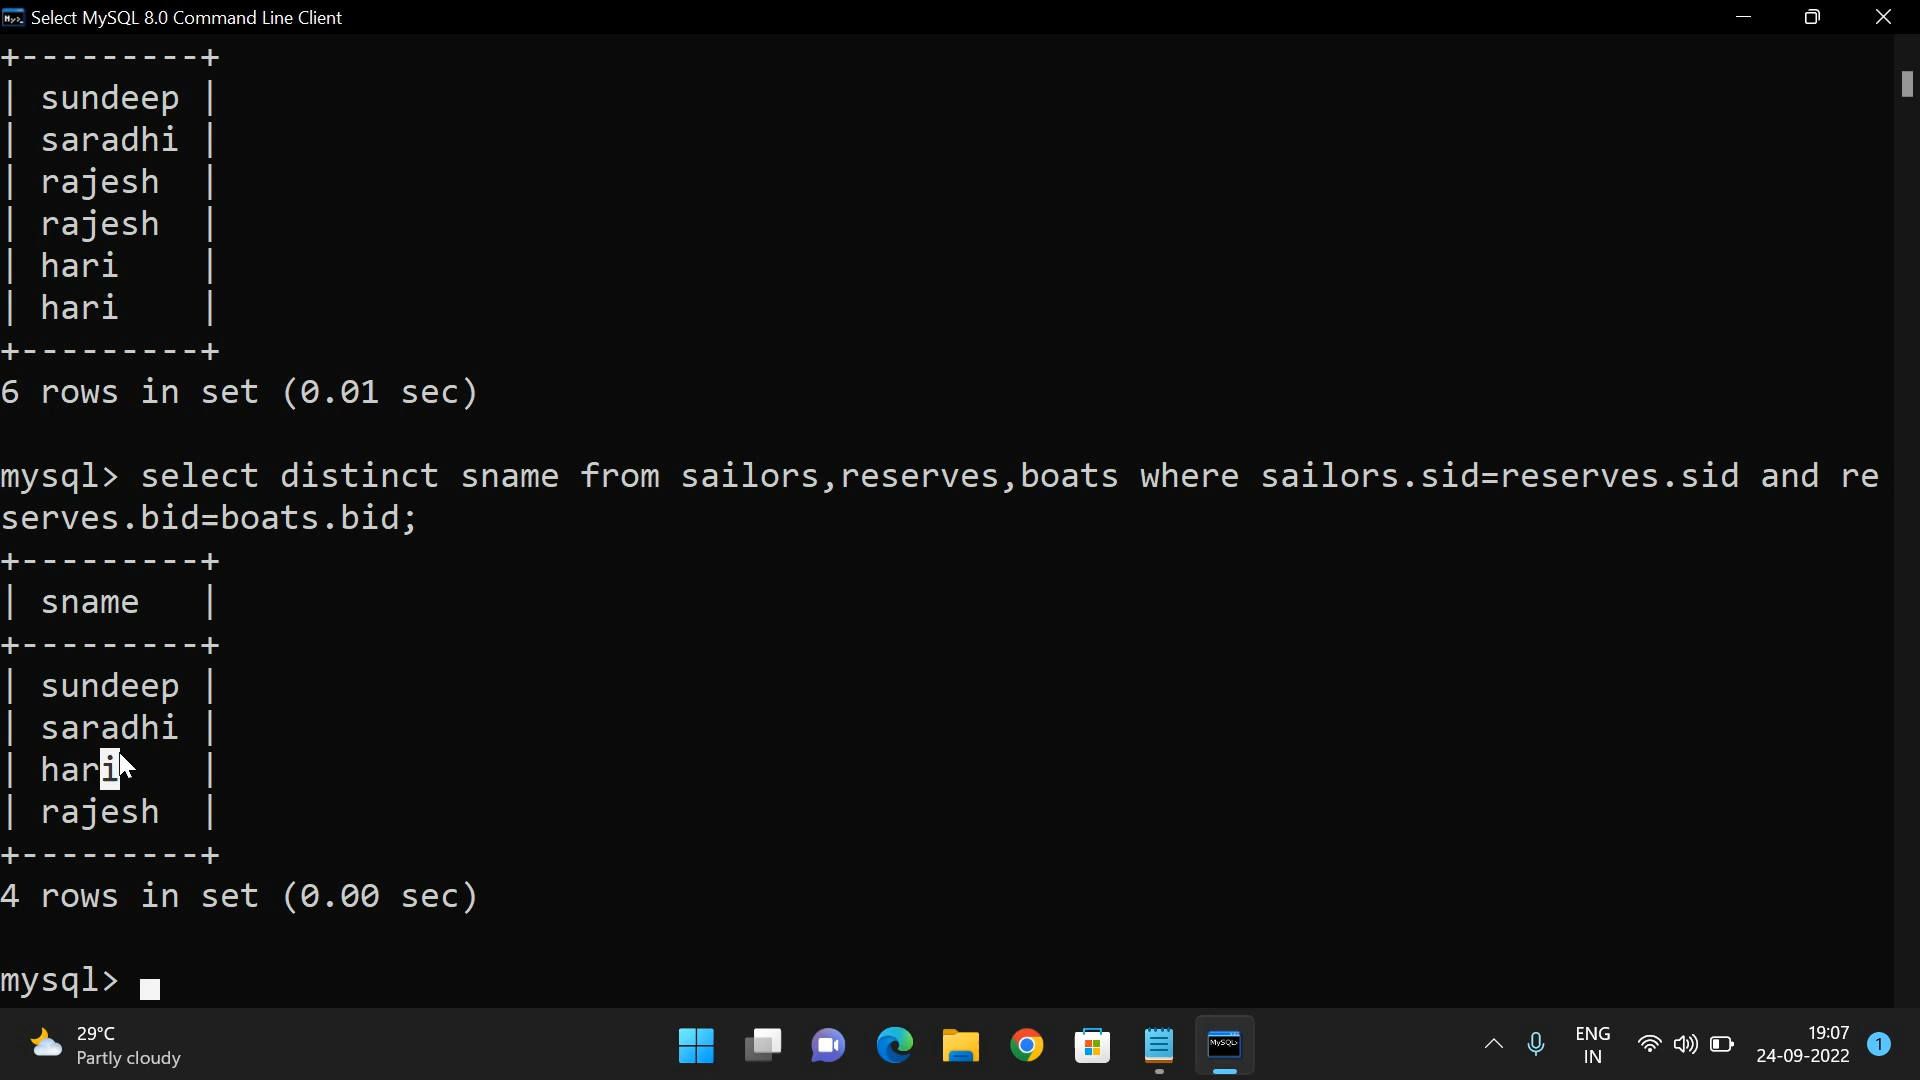 Select MySQL 8.0 Command Line Client
+---------+
| sundeep |
| saradhi |
| rajesh  |
| rajesh  |
| hari    |
| hari    |
+---------+
6 rows in set (0.01 sec)
mysql> select distinct sname from sailors,reserves,boats where sailors.sid=reserves.sid and re
serves.bid=boats.bid;
+---------+
| sname   |
+---------+
| sundeep |
| saradhi |
| hari    |
| rajesh  |
+---------+
4 rows in set (0.00 sec)
mysql>
29°C
Partly cloudy
MySQL>
ENG
IN
19:07
24-09-2022
1